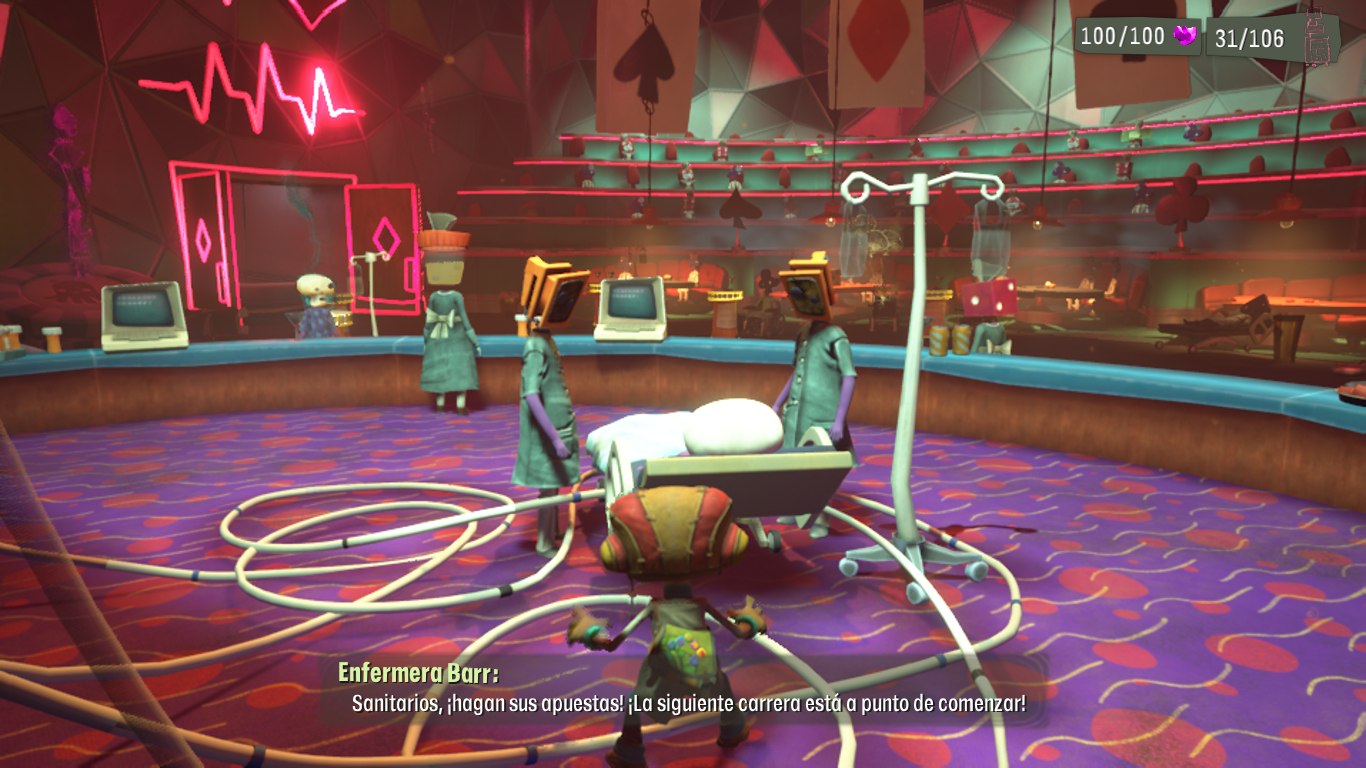 100/100
31/106
Enfermera Barr:
Sanitarios, ¡hagan sus apuestas! ¡La siguiente carrera está a punto de comenzar!